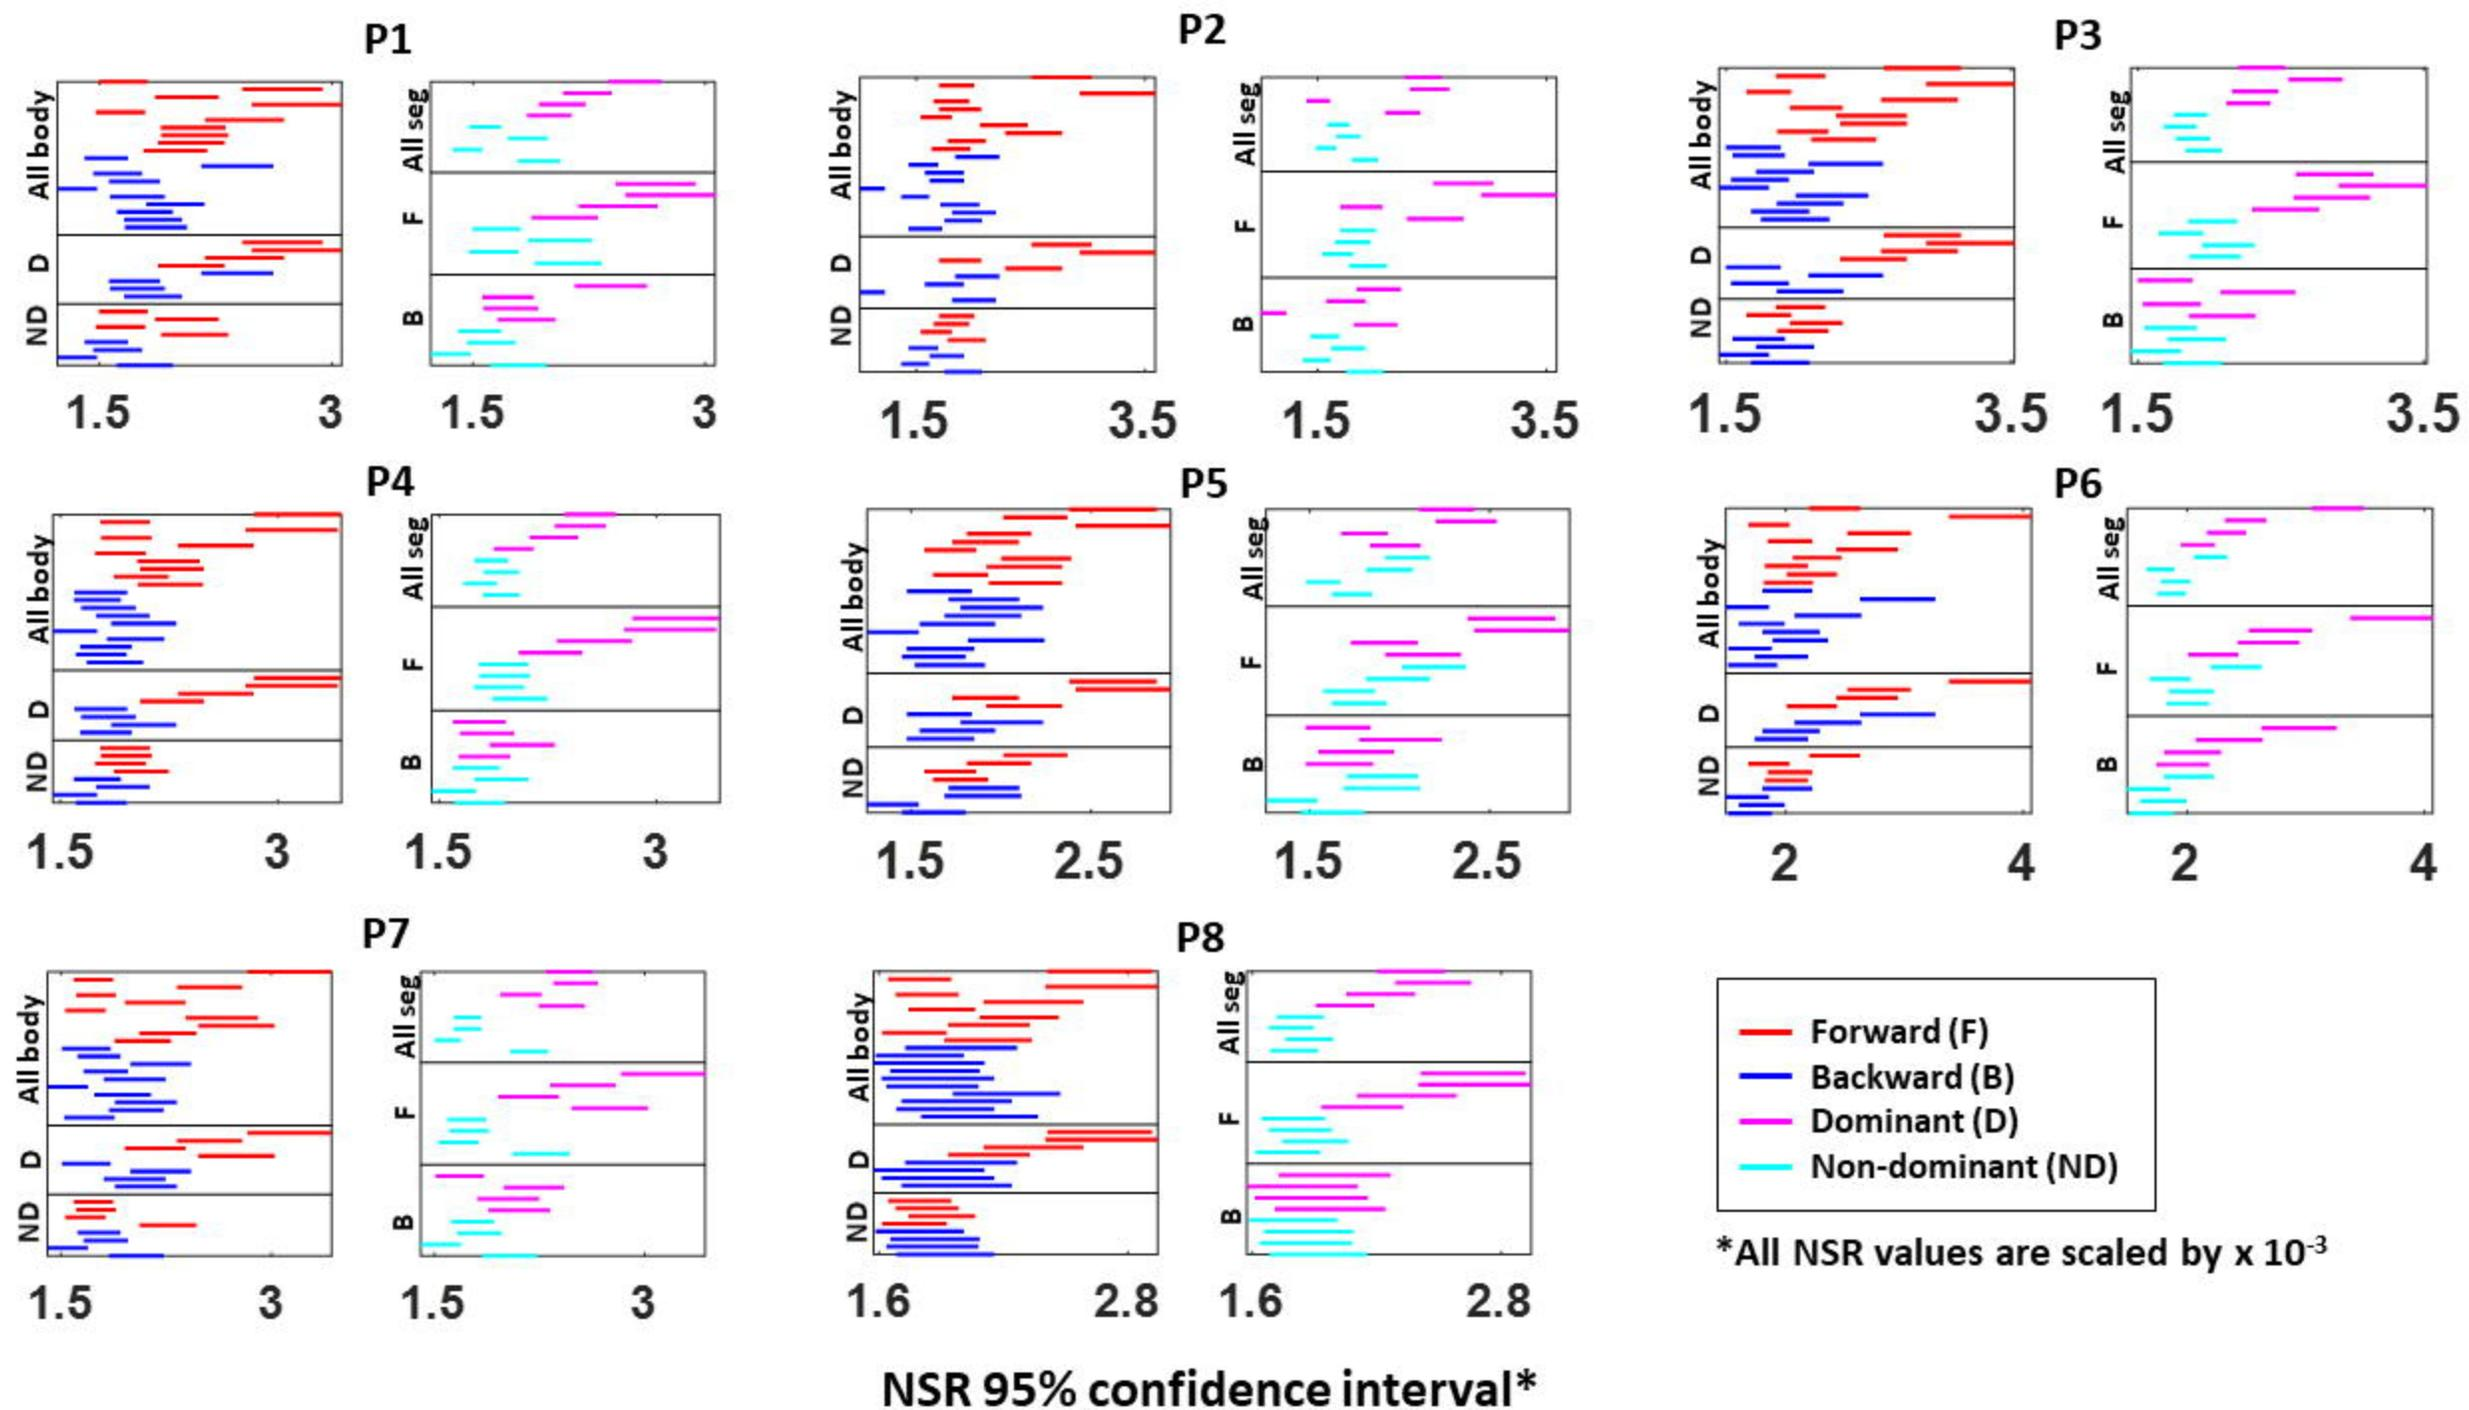 P1
All body
D
ND
1.5 3
All seg
F
B
1.5 3
P2
All body
D
ND
1.5 3.5
All seg
F
B
1.5 3.5
P3
All body
D
ND
1.5 3.5
All seg
F
B
1.5 3.5
P4
All body
D
ND
1.5 3
All seg
F
B
1.5 3
P5
All body
D
ND
1.5 2.5
All seg
F
B
1.5 2.5
P6
All body
D
ND
2 4
All seg
F
B
2 4
P7
All body
D
ND
1.5 3
All seg
F
B
1.5 3
P8
All body
D
ND
1.6 2.8
All seg
F
B
1.6 2.8
Forward (F)
Backward (B)
Dominant (D)
Non-dominant (ND)
*All NSR values are scaled by x 10⁻³
NSR 95% confidence interval*